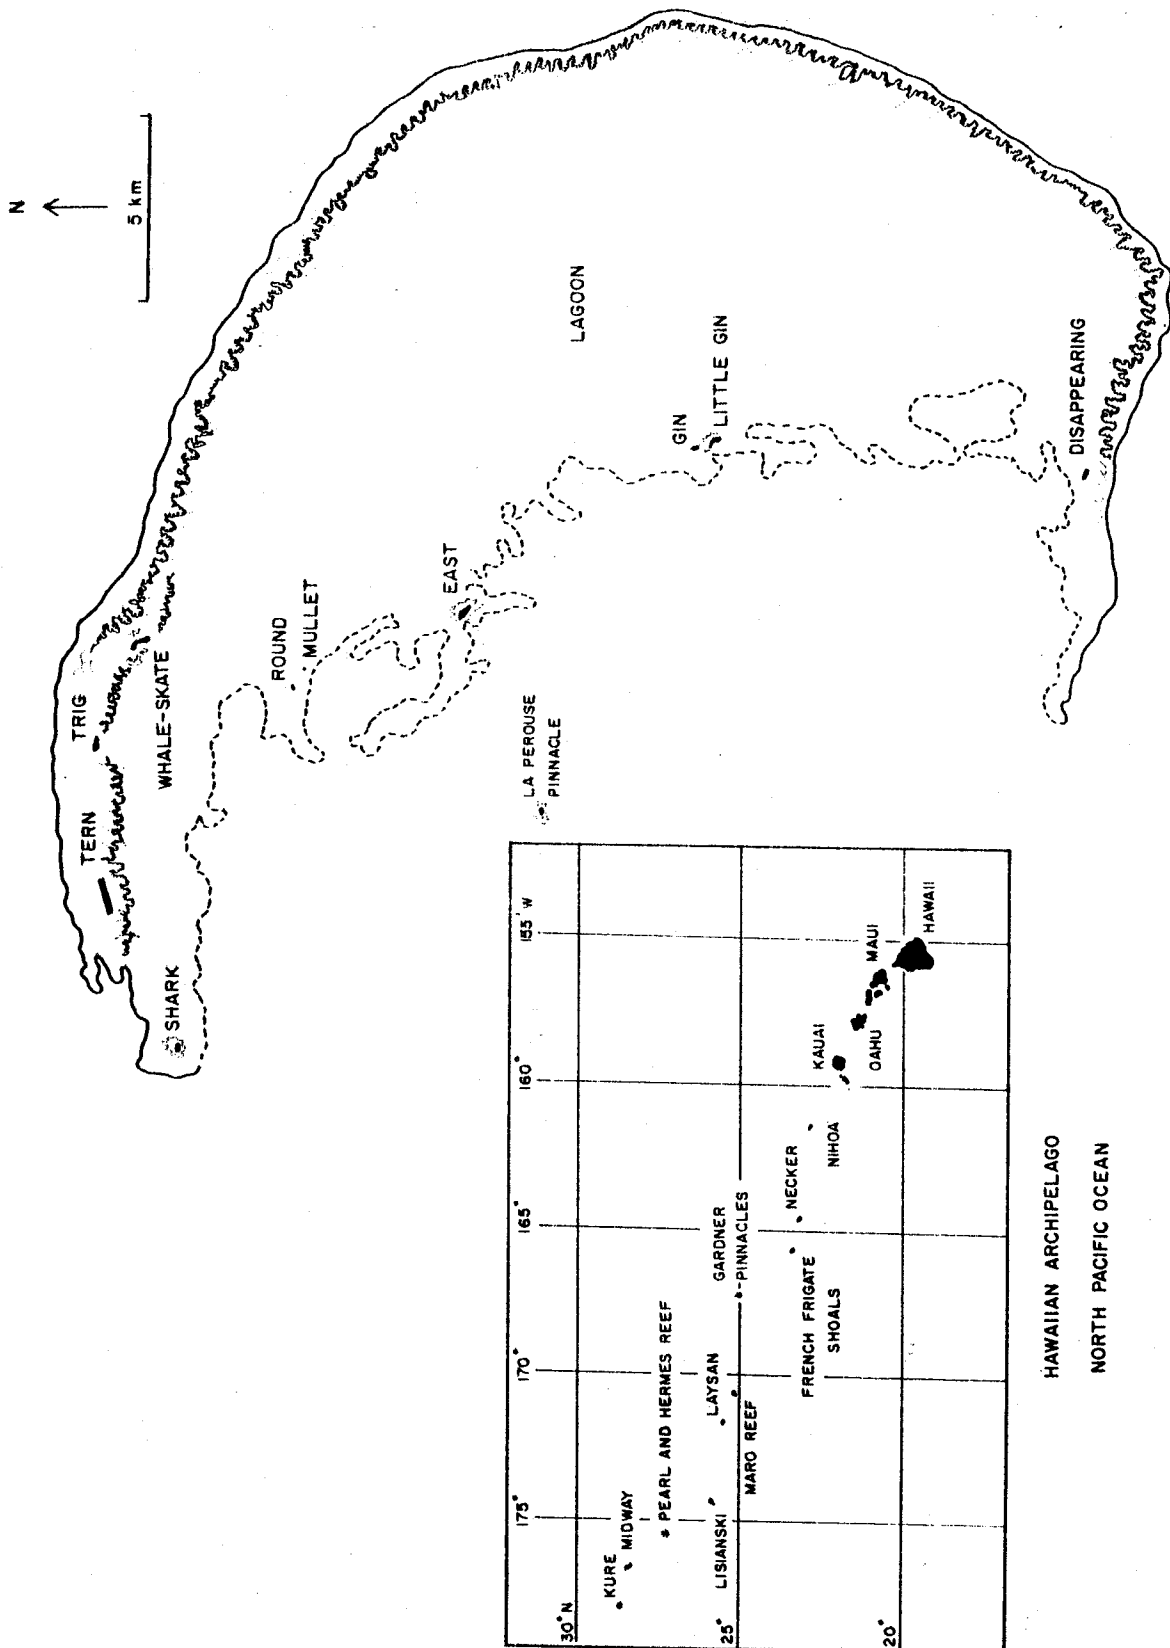 N
5 km
TERN
TRIG
SHARK
WHALE-SKATE
ROUND
MULLET
EAST
LAGOON
LA PEROUSE
PINNACLE
GIN
LITTLE GIN
DISAPPEARING
175°
170°
165°
160°
155° W
30° N
25°
20°
KURE
MIDWAY
PEARL AND HERMES REEF
LISIANSKI
LAYSAN
MARO REEF
GARDNER
PINNACLES
FRENCH FRIGATE
SHOALS
NECKER
NIHOA
KAUAI
OAHU
MAUI
HAWAII
HAWAIIAN ARCHIPELAGO
NORTH PACIFIC OCEAN